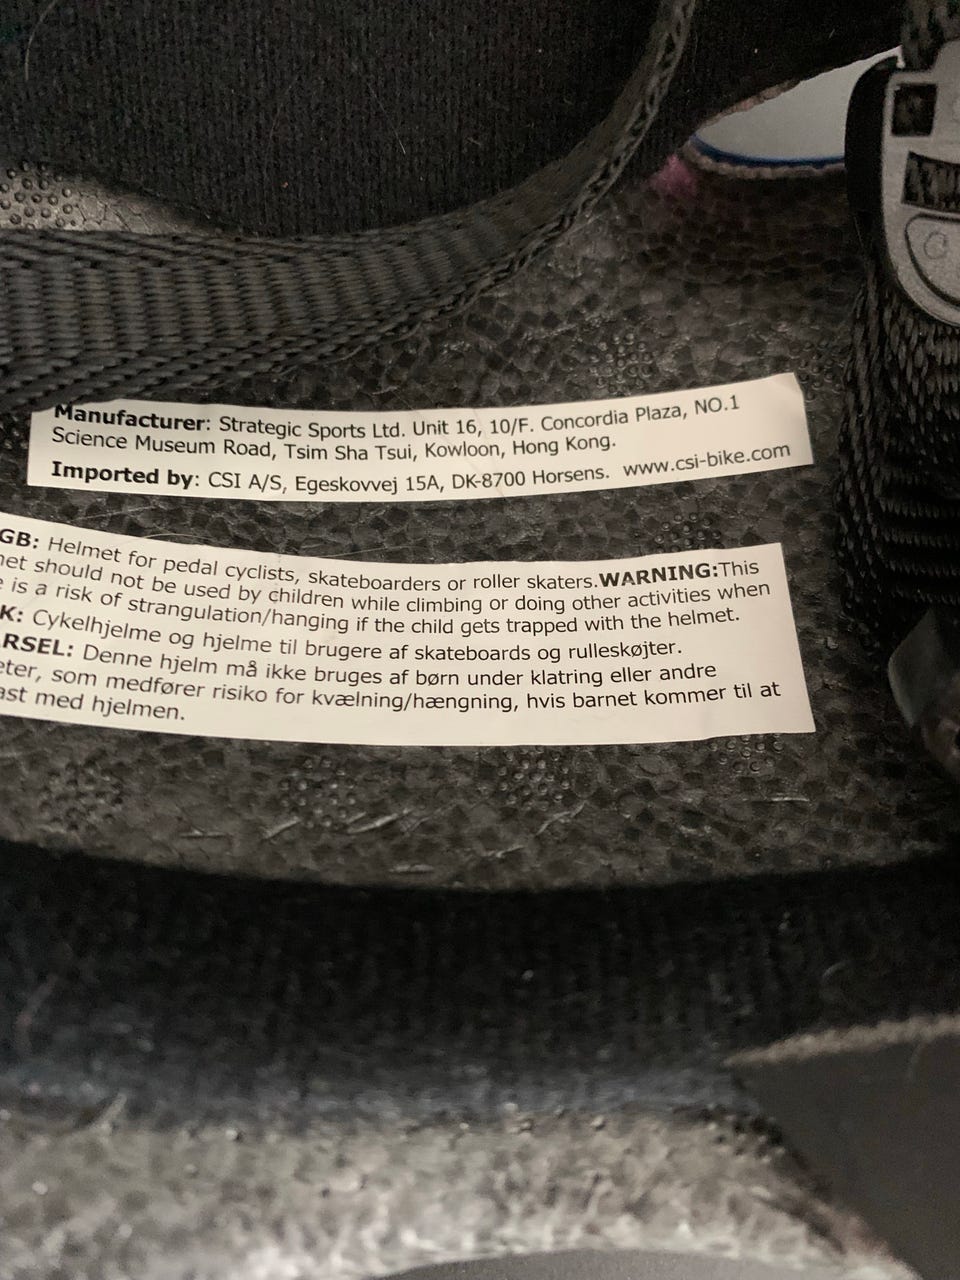 Manufacturer: Strategic Sports Ltd. Unit 16, 10/F. Concordia Plaza, NO.1
Science Museum Road, Tsim Sha Tsui, Kowloon, Hong Kong.
Imported by: CSI A/S, Egeskovvej 15A, DK-8700 Horsens. www.csi-bike.com
GB: Helmet for pedal cyclists, skateboarders or roller skaters.WARNING:This
should not be used by children while climbing or doing other activities when
is a risk of strangulation/hanging if the child gets trapped with the helmet.
K: Cykelhjelme og hjelme til brugere af skateboards og rulleskøjter.
ARSEL: Denne hjelm må ikke bruges af børn under klatring eller andre
som medfører risiko for kvælning/hængning, hvis barnet kommer til at
med hjelmen.